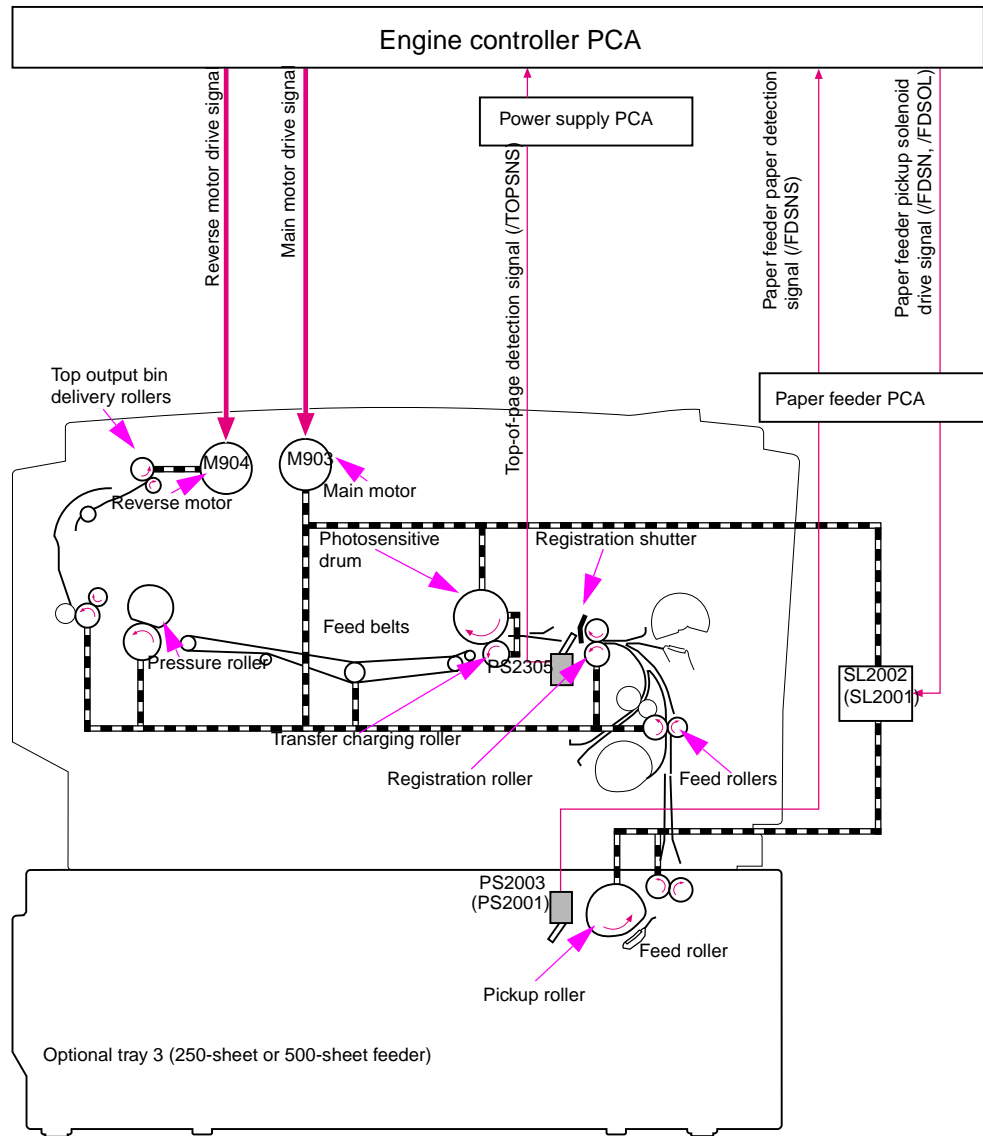 Engine controller PCA
Reverse motor drive signal
Main motor drive signal
Power supply PCA
Top-of-page detection signal (/TOPSNS)
Paper feeder paper detection
signal (/FDSNS)
Paper feeder pickup solenoid
drive signal (/FDSN, /FDSOL)
Paper feeder PCA
Top output bin
delivery rollers
M904
M903
Reverse motor
Main motor
Photosensitive
drum
Registration shutter
Feed belts
Pressure roller
PS2305
SL2002
(SL2001)
Transfer charging roller
Registration roller
Feed rollers
PS2003
(PS2001)
Feed roller
Pickup roller
Optional tray 3 (250-sheet or 500-sheet feeder)